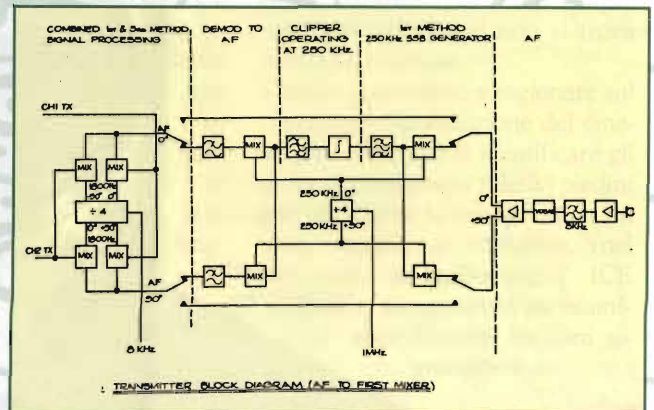 COMBINED 1ST & 3RD METHOD
SIGNAL PROCESSING
DEMOD TO
AF
CLIPPER
OPERATING
AT 250 KHz
1ST METHOD
250 KHz SSB GENERATOR
AF
CH1 TX
AF
0°
MIX
MIX
1800Hz
90° 0°
÷ 4
0° +90°
1800Hz
MIX
MIX
CH2 TX
AF
90°
8 KHz
MIX
MIX
MIX
MIX
250 KHz 0°
÷ 4
250 KHz +90°
1MHz
0°
+90°
VOGAD
3KHz
TRANSMITTER BLOCK DIAGRAM (AF TO FIRST MIXER)